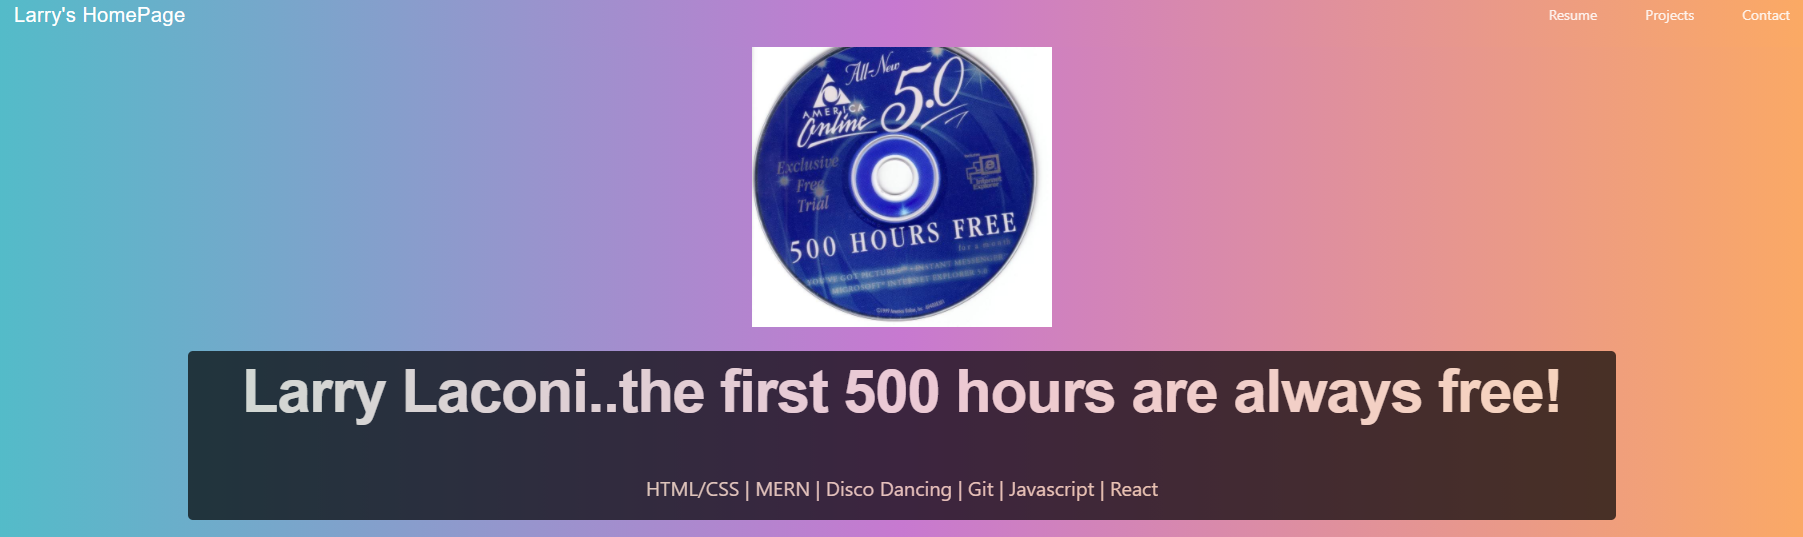 Larry's HomePage
Resume
Projects
Contact
All-New
5.0
AMERICA
Online
Exclusive
Free
Trial
Internet
Explorer
500 HOURS FREE
for a month
YOU'VE GOT PICTURES • INSTANT MESSENGER
MICROSOFT® INTERNET EXPLORER 5.0
Larry Laconi..the first 500 hours are always free!
HTML/CSS | MERN | Disco Dancing | Git | Javascript | React